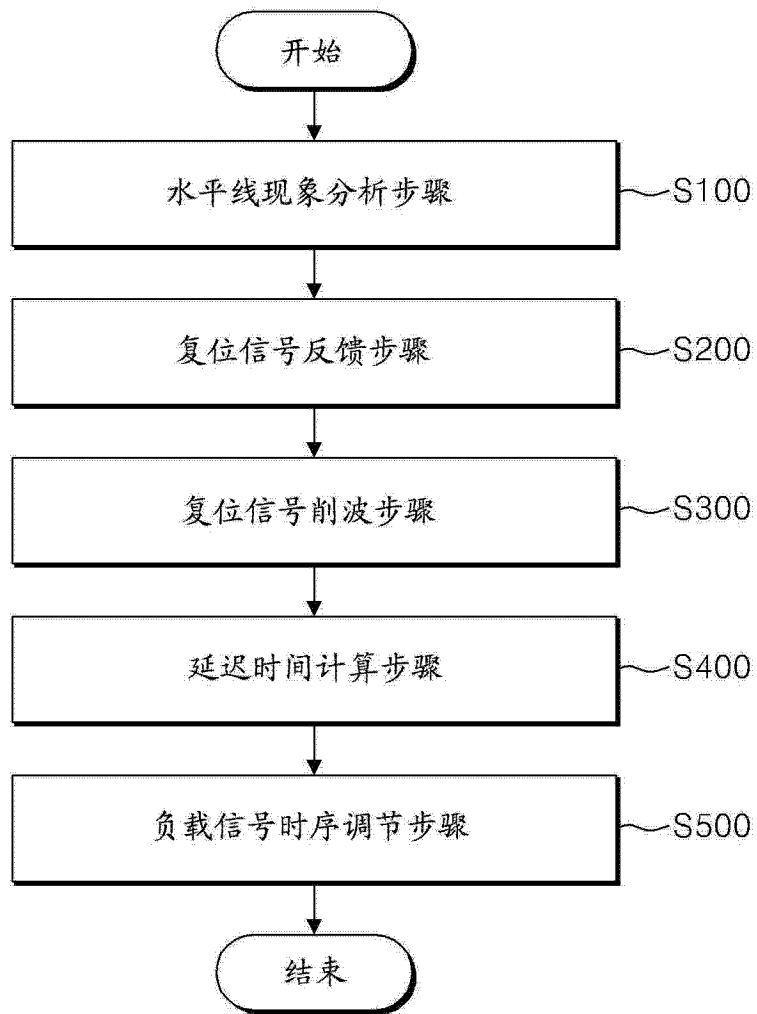 开始
水平线现象分析步骤
S100
复位信号反馈步骤
S200
复位信号削波步骤
S300
延迟时间计算步骤
S400
负载信号时序调节步骤
S500
结束